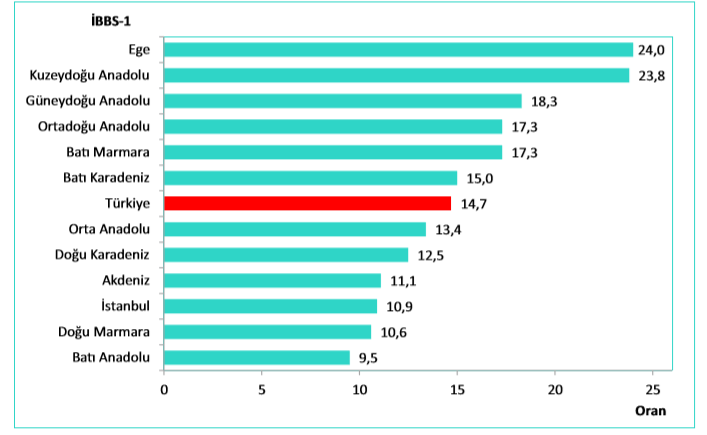 İBBS-1
Ege 24,0
Kuzeydoğu Anadolu 23,8
Güneydoğu Anadolu 18,3
Ortadoğu Anadolu 17,3
Batı Marmara 17,3
Batı Karadeniz 15,0
Türkiye 14,7
Orta Anadolu 13,4
Doğu Karadeniz 12,5
Akdeniz 11,1
İstanbul 10,9
Doğu Marmara 10,6
Batı Anadolu 9,5
0 5 10 15 20 25
Oran